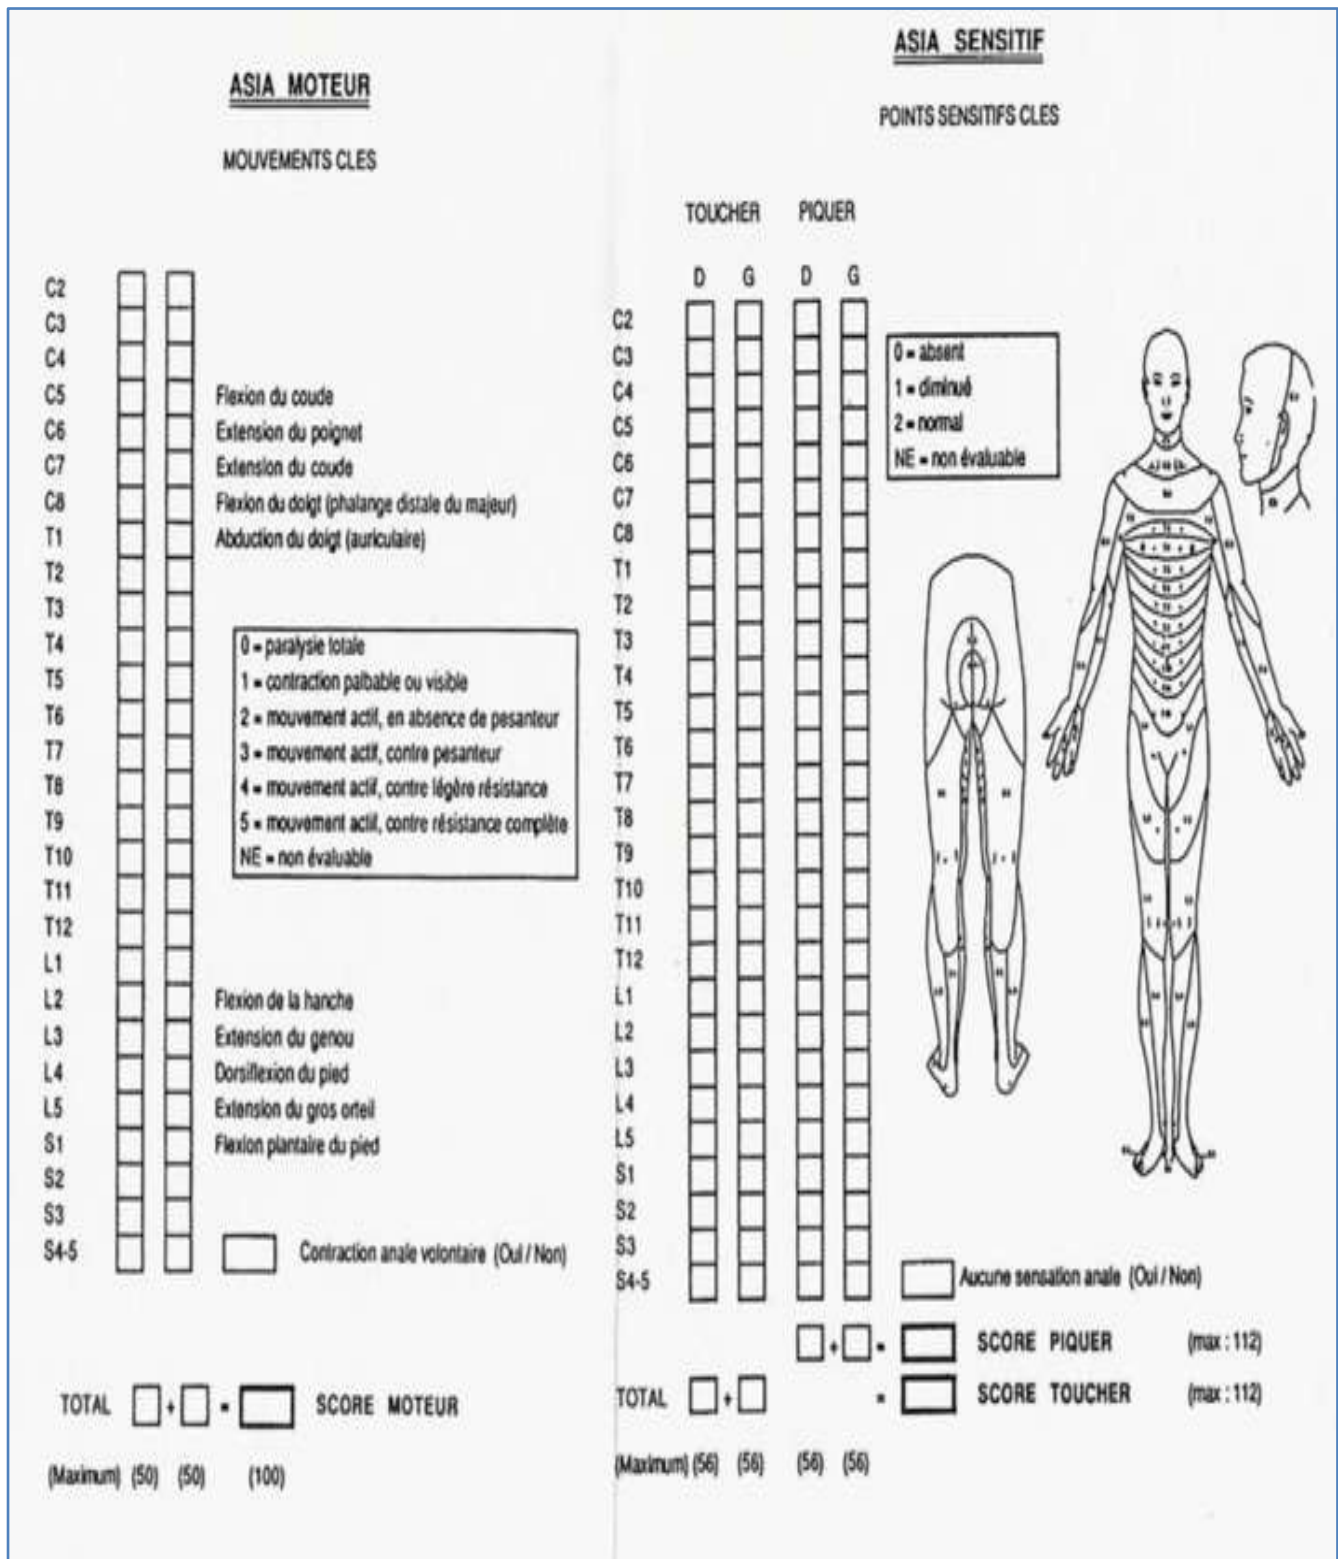 ASIA MOTEUR
MOUVEMENTS CLES
C2
C3
C4
C5 Flexion du coude
C6 Extension du poignet
C7 Extension du coude
C8 Flexion du doigt (phalange distale du majeur)
T1 Abduction du doigt (auriculaire)
T2
T3
T4
T5
T6
T7
T8
T9
T10
T11
T12
L1
L2 Flexion de la hanche
L3 Extension du genou
L4 Dorsiflexion du pied
L5 Extension du gros orteil
S1 Flexion plantaire du pied
S2
S3
S4-5 Contraction anale volontaire (Oui / Non)
0 = paralysie totale
1 = contraction palbable ou visible
2 = mouvement actif, en absence de pesanteur
3 = mouvement actif, contre pesanteur
4 = mouvement actif, contre légère résistance
5 = mouvement actif, contre résistance complète
NE = non évaluable
TOTAL + = SCORE MOTEUR
(Maximum) (50) (50) (100)
ASIA SENSITIF
POINTS SENSITIFS CLES
TOUCHER PIQUER
D G D G
C2
C3
C4
C5
C6
C7
C8
T1
T2
T3
T4
T5
T6
T7
T8
T9
T10
T11
T12
L1
L2
L3
L4
L5
S1
S2
S3
S4-5
0 = absent
1 = diminué
2 = normal
NE = non évaluable
Aucune sensation anale (Oui / Non)
+ = SCORE PIQUER (max : 112)
TOTAL + = SCORE TOUCHER (max : 112)
(Maximum) (56) (56) (56) (56)